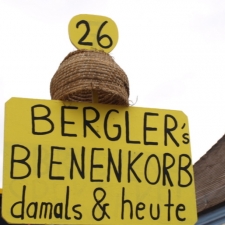 26
BERGLER's
BIENENKORB
damals & heute